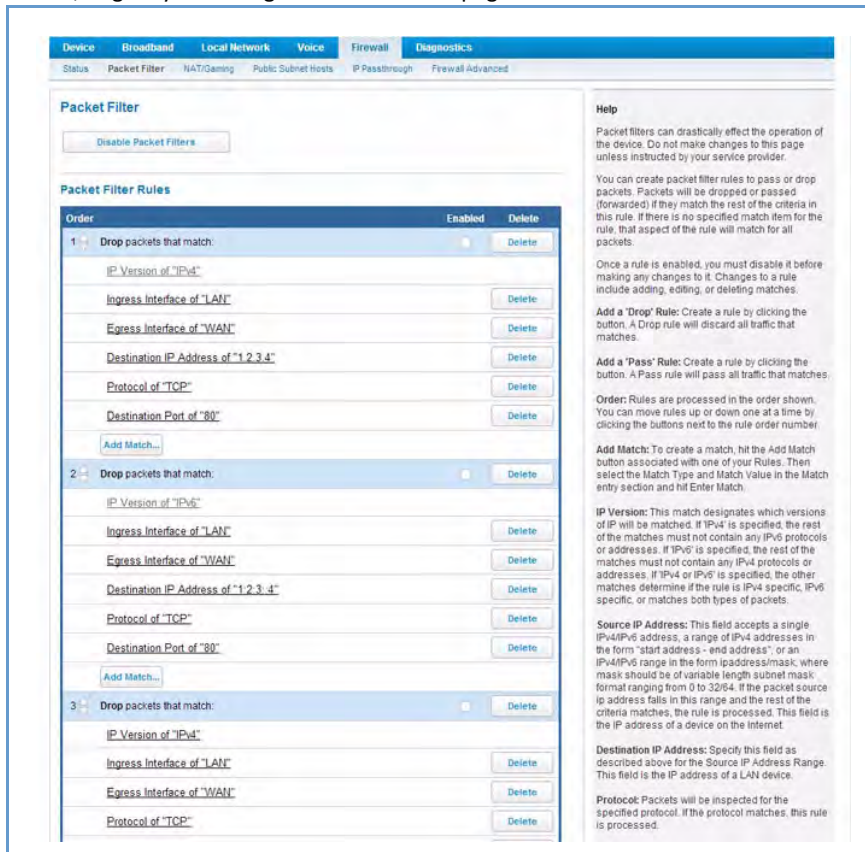 Device Broadband Local Network Voice Firewall Diagnostics
Status Packet Filter NAT/Gaming Public Subnet Hosts IP Passthrough Firewall Advanced
Packet Filter
Disable Packet Filters
Packet Filter Rules
Order Enabled Delete
1 Drop packets that match: Delete
IP Version of "IPv4"
Ingress Interface of "LAN" Delete
Egress Interface of "WAN" Delete
Destination IP Address of "1.2.3.4" Delete
Protocol of "TCP" Delete
Destination Port of "80" Delete
Add Match...
2 Drop packets that match: Delete
IP Version of "IPv6"
Ingress Interface of "LAN" Delete
Egress Interface of "WAN" Delete
Destination IP Address of "1:2:3::4" Delete
Protocol of "TCP" Delete
Destination Port of "80" Delete
Add Match...
3 Drop packets that match: Delete
IP Version of "IPv4"
Ingress Interface of "LAN" Delete
Egress Interface of "WAN" Delete
Protocol of "TCP" Delete
Help
Packet filters can drastically effect the operation of
the device. Do not make changes to this page
unless instructed by your service provider.
You can create packet filter rules to pass or drop
packets. Packets will be dropped or passed
(forwarded) if they match the rest of the criteria in
this rule. If there is no specified match item for the
rule, that aspect of the rule will match for all
packets.
Once a rule is enabled, you must disable it before
making any changes to it. Changes to a rule
include adding, editing, or deleting matches.
Add a 'Drop' Rule: Create a rule by clicking the
button. A Drop rule will discard all traffic that
matches.
Add a 'Pass' Rule: Create a rule by clicking the
button. A Pass rule will pass all traffic that matches.
Order: Rules are processed in the order shown.
You can move rules up or down one at a time by
clicking the buttons next to the rule order number.
Add Match: To create a match, hit the Add Match
button associated with one of your Rules. Then
select the Match Type and Match Value in the Match
entry section and hit Enter Match.
IP Version: This match designates which versions
of IP will be matched. If 'IPv4' is specified, the rest
of the matches must not contain any IPv6 protocols
or addresses. If 'IPv6' is specified, the rest of the
matches must not contain any IPv4 protocols or
addresses. If 'IPv4 or IPv6' is specified, the other
matches determine if the rule is IPv4 specific, IPv6
specific, or matches both types of packets.
Source IP Address: This field accepts a single
IPv4/IPv6 address, a range of IPv4 addresses in
the form "start address - end address", or an
IPv4/IPv6 range in the form ipaddress/mask, where
mask should be of variable length subnet mask
format ranging from 0 to 32/64. If the packet source
ip address falls in this range and the rest of the
criteria matches, the rule is processed. This field is
the IP address of a device on the Internet.
Destination IP Address: Specify this field as
described above for the Source IP Address Range.
This field is the IP address of a LAN device.
Protocol: Packets will be inspected for the
specified protocol. If the protocol matches, this rule
is processed.